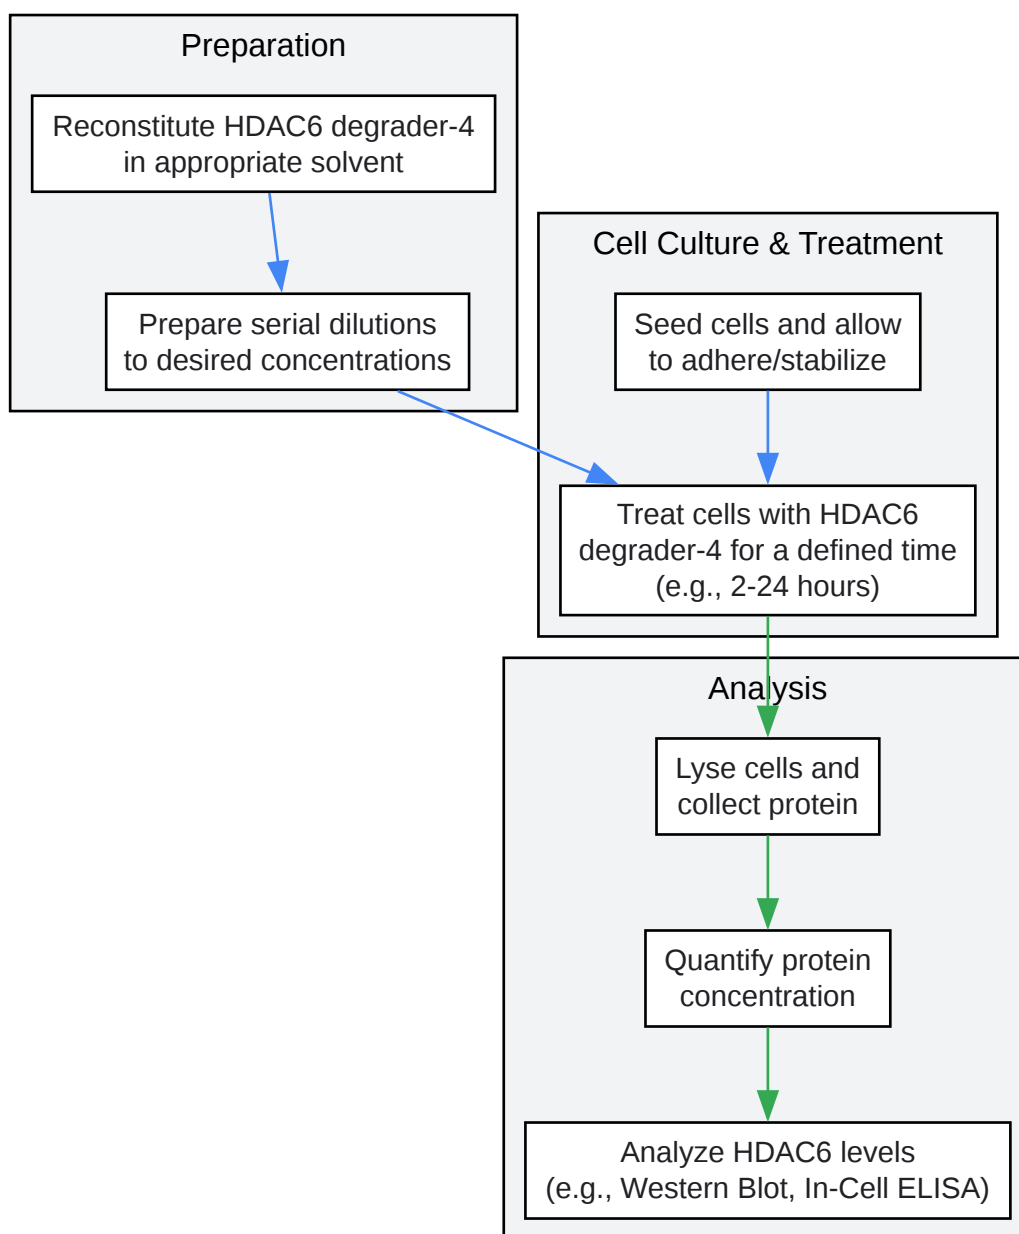 Preparation
Reconstitute HDAC6 degrader-4
in appropriate solvent
Prepare serial dilutions
to desired concentrations
Cell Culture & Treatment
Seed cells and allow
to adhere/stabilize
Treat cells with HDAC6
degrader-4 for a defined time
(e.g., 2-24 hours)
Analysis
Lyse cells and
collect protein
Quantify protein
concentration
Analyze HDAC6 levels
(e.g., Western Blot, In-Cell ELISA)